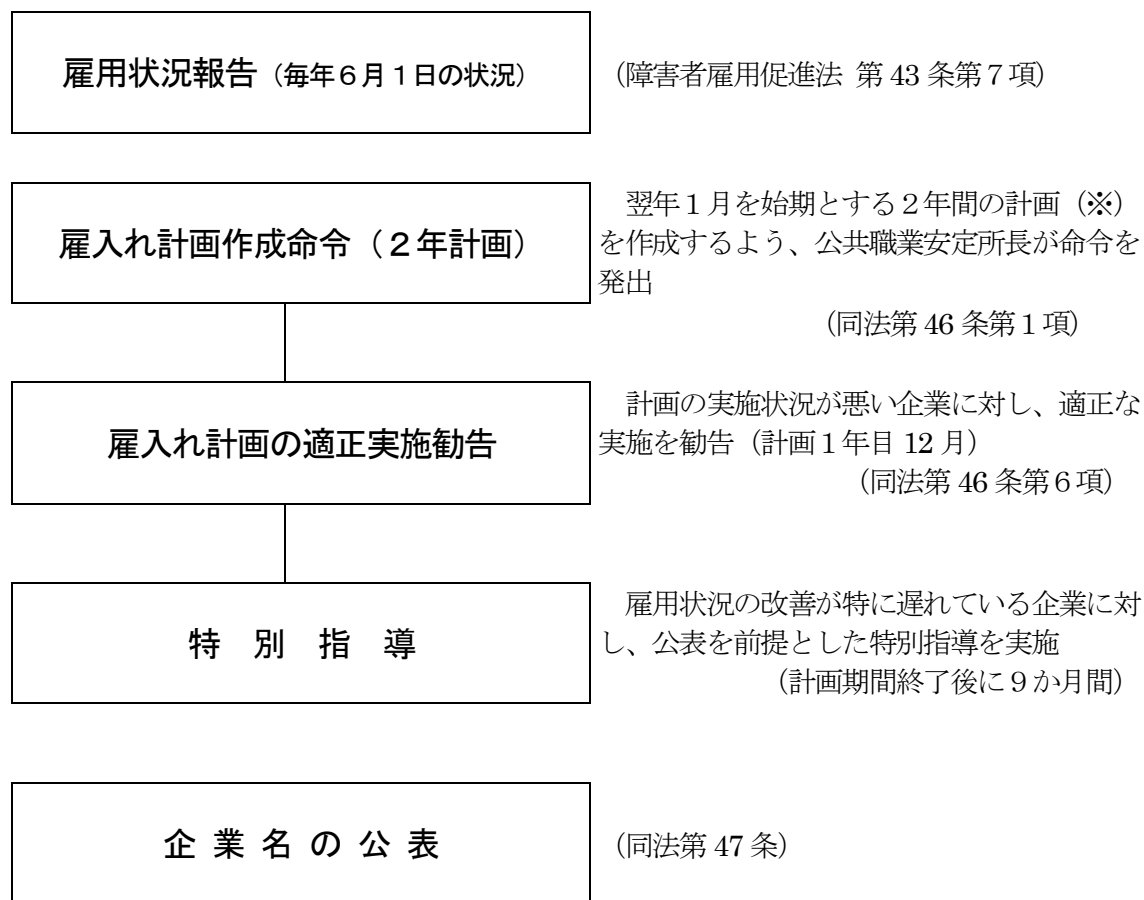 雇用状況報告（毎年６月１日の状況）
（障害者雇用促進法 第 43 条第７項）
雇入れ計画作成命令（２年計画）
翌年１月を始期とする２年間の計画（※）
を作成するよう、公共職業安定所長が命令を
発出
（同法第 46 条第１項）
雇入れ計画の適正実施勧告
計画の実施状況が悪い企業に対し、適正な
実施を勧告（計画１年目 12 月）
（同法第 46 条第６項）
特 別 指 導
雇用状況の改善が特に遅れている企業に対
し、公表を前提とした特別指導を実施
（計画期間終了後に９か月間）
企 業 名 の 公 表
（同法第 47 条）